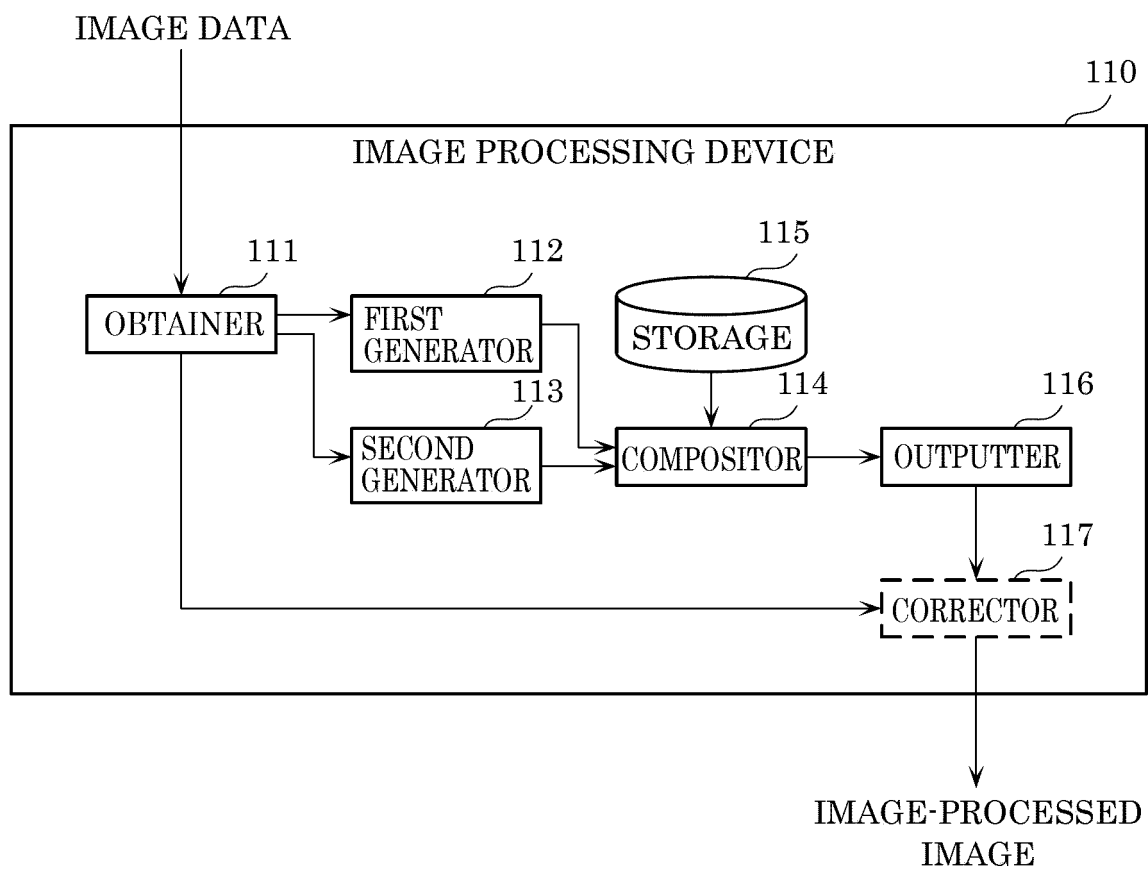 IMAGE DATA
110
IMAGE PROCESSING DEVICE
111
112
115
OBTAINER
FIRST
GENERATOR
STORAGE
113
114
116
SECOND
GENERATOR
COMPOSITOR
OUTPUTTER
117
CORRECTOR
IMAGE-PROCESSED
IMAGE